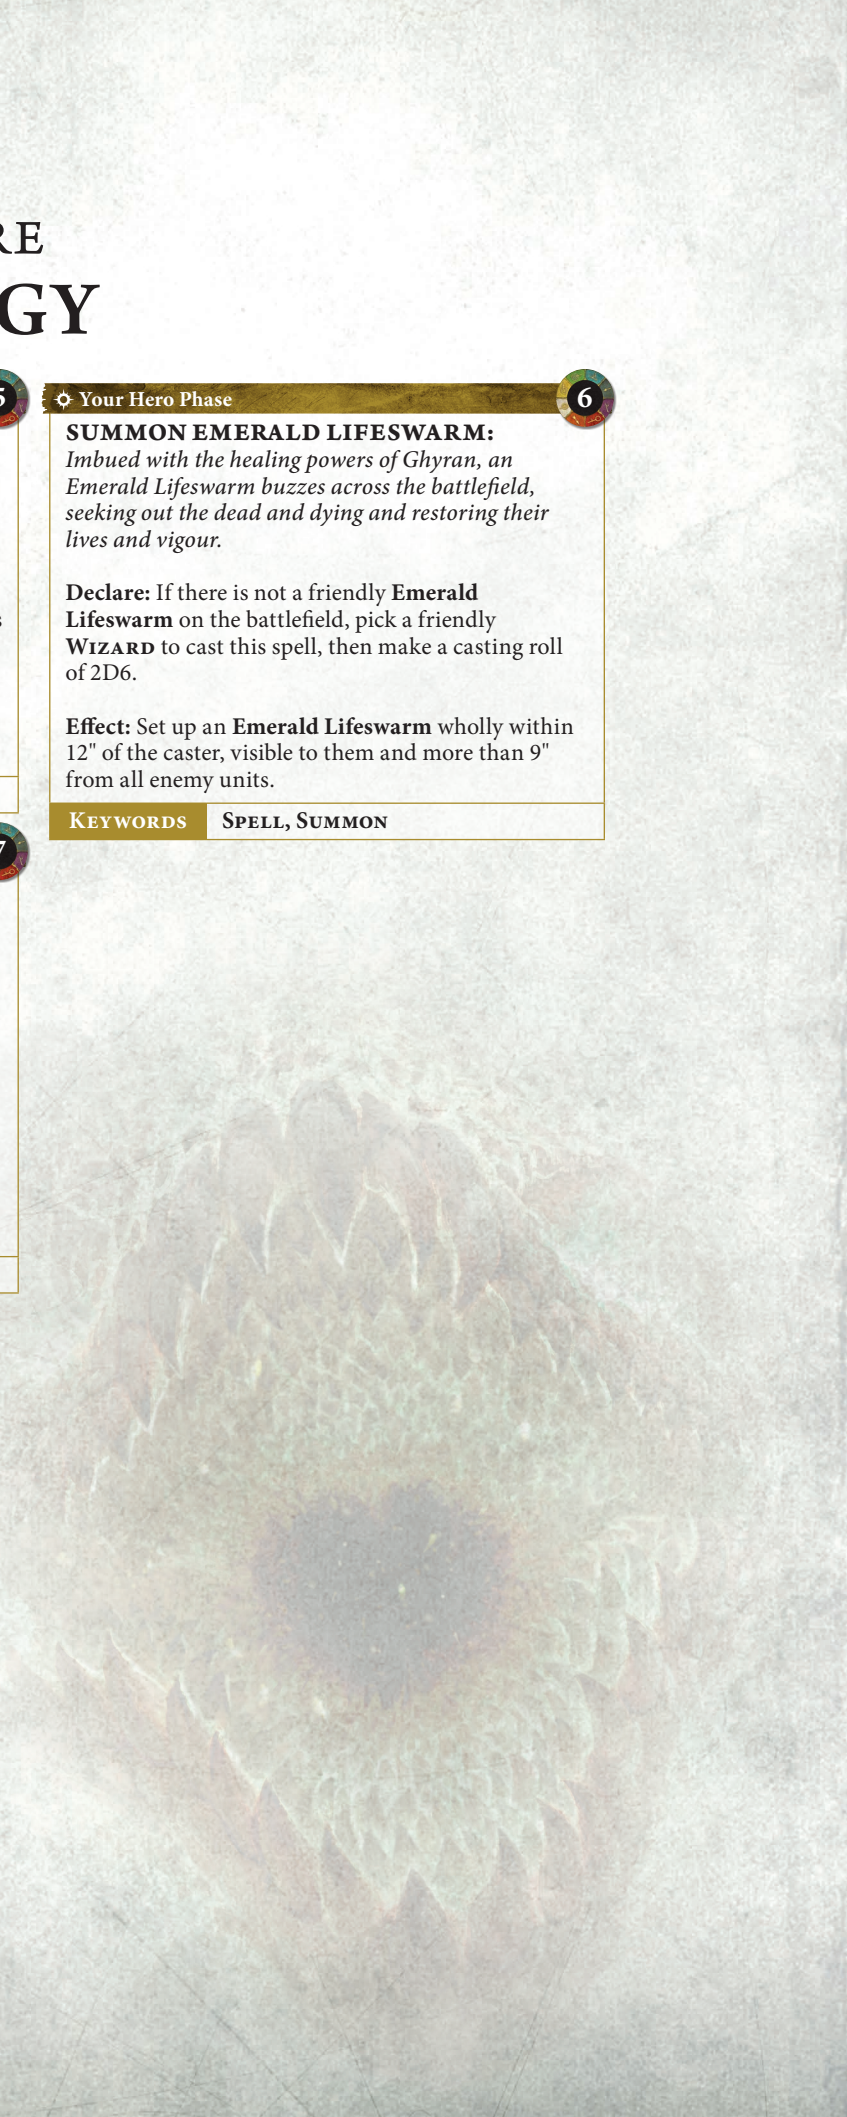 RE
GY
5
Your Hero Phase
6
SUMMON EMERALD LIFESWARM:
Imbued with the healing powers of Ghyran, an
Emerald Lifeswarm buzzes across the battlefield,
seeking out the dead and dying and restoring their
lives and vigour.
Declare: If there is not a friendly Emerald
s
Lifeswarm on the battlefield, pick a friendly
WIZARD to cast this spell, then make a casting roll
of 2D6.
Effect: Set up an Emerald Lifeswarm wholly within
12" of the caster, visible to them and more than 9"
from all enemy units.
KEYWORDS SPELL, SUMMON
7